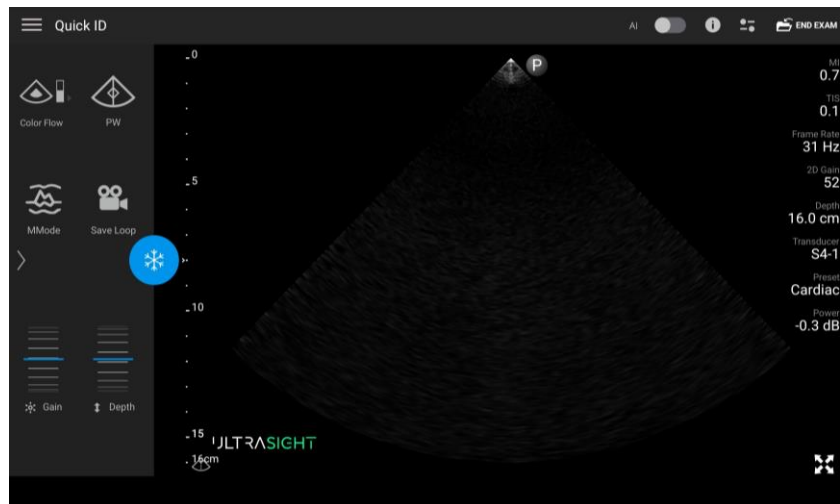 Quick ID
AI
END EXAM
Color Flow
PW
MMode
Save Loop
Gain
Depth
0
5
10
15
16cm
P
ULTRASIGHT
MI
0.7
TIS
0.1
Frame Rate
31 Hz
2D Gain
52
Depth
16.0 cm
Transducer
S4-1
Preset
Cardiac
Power
-0.3 dB